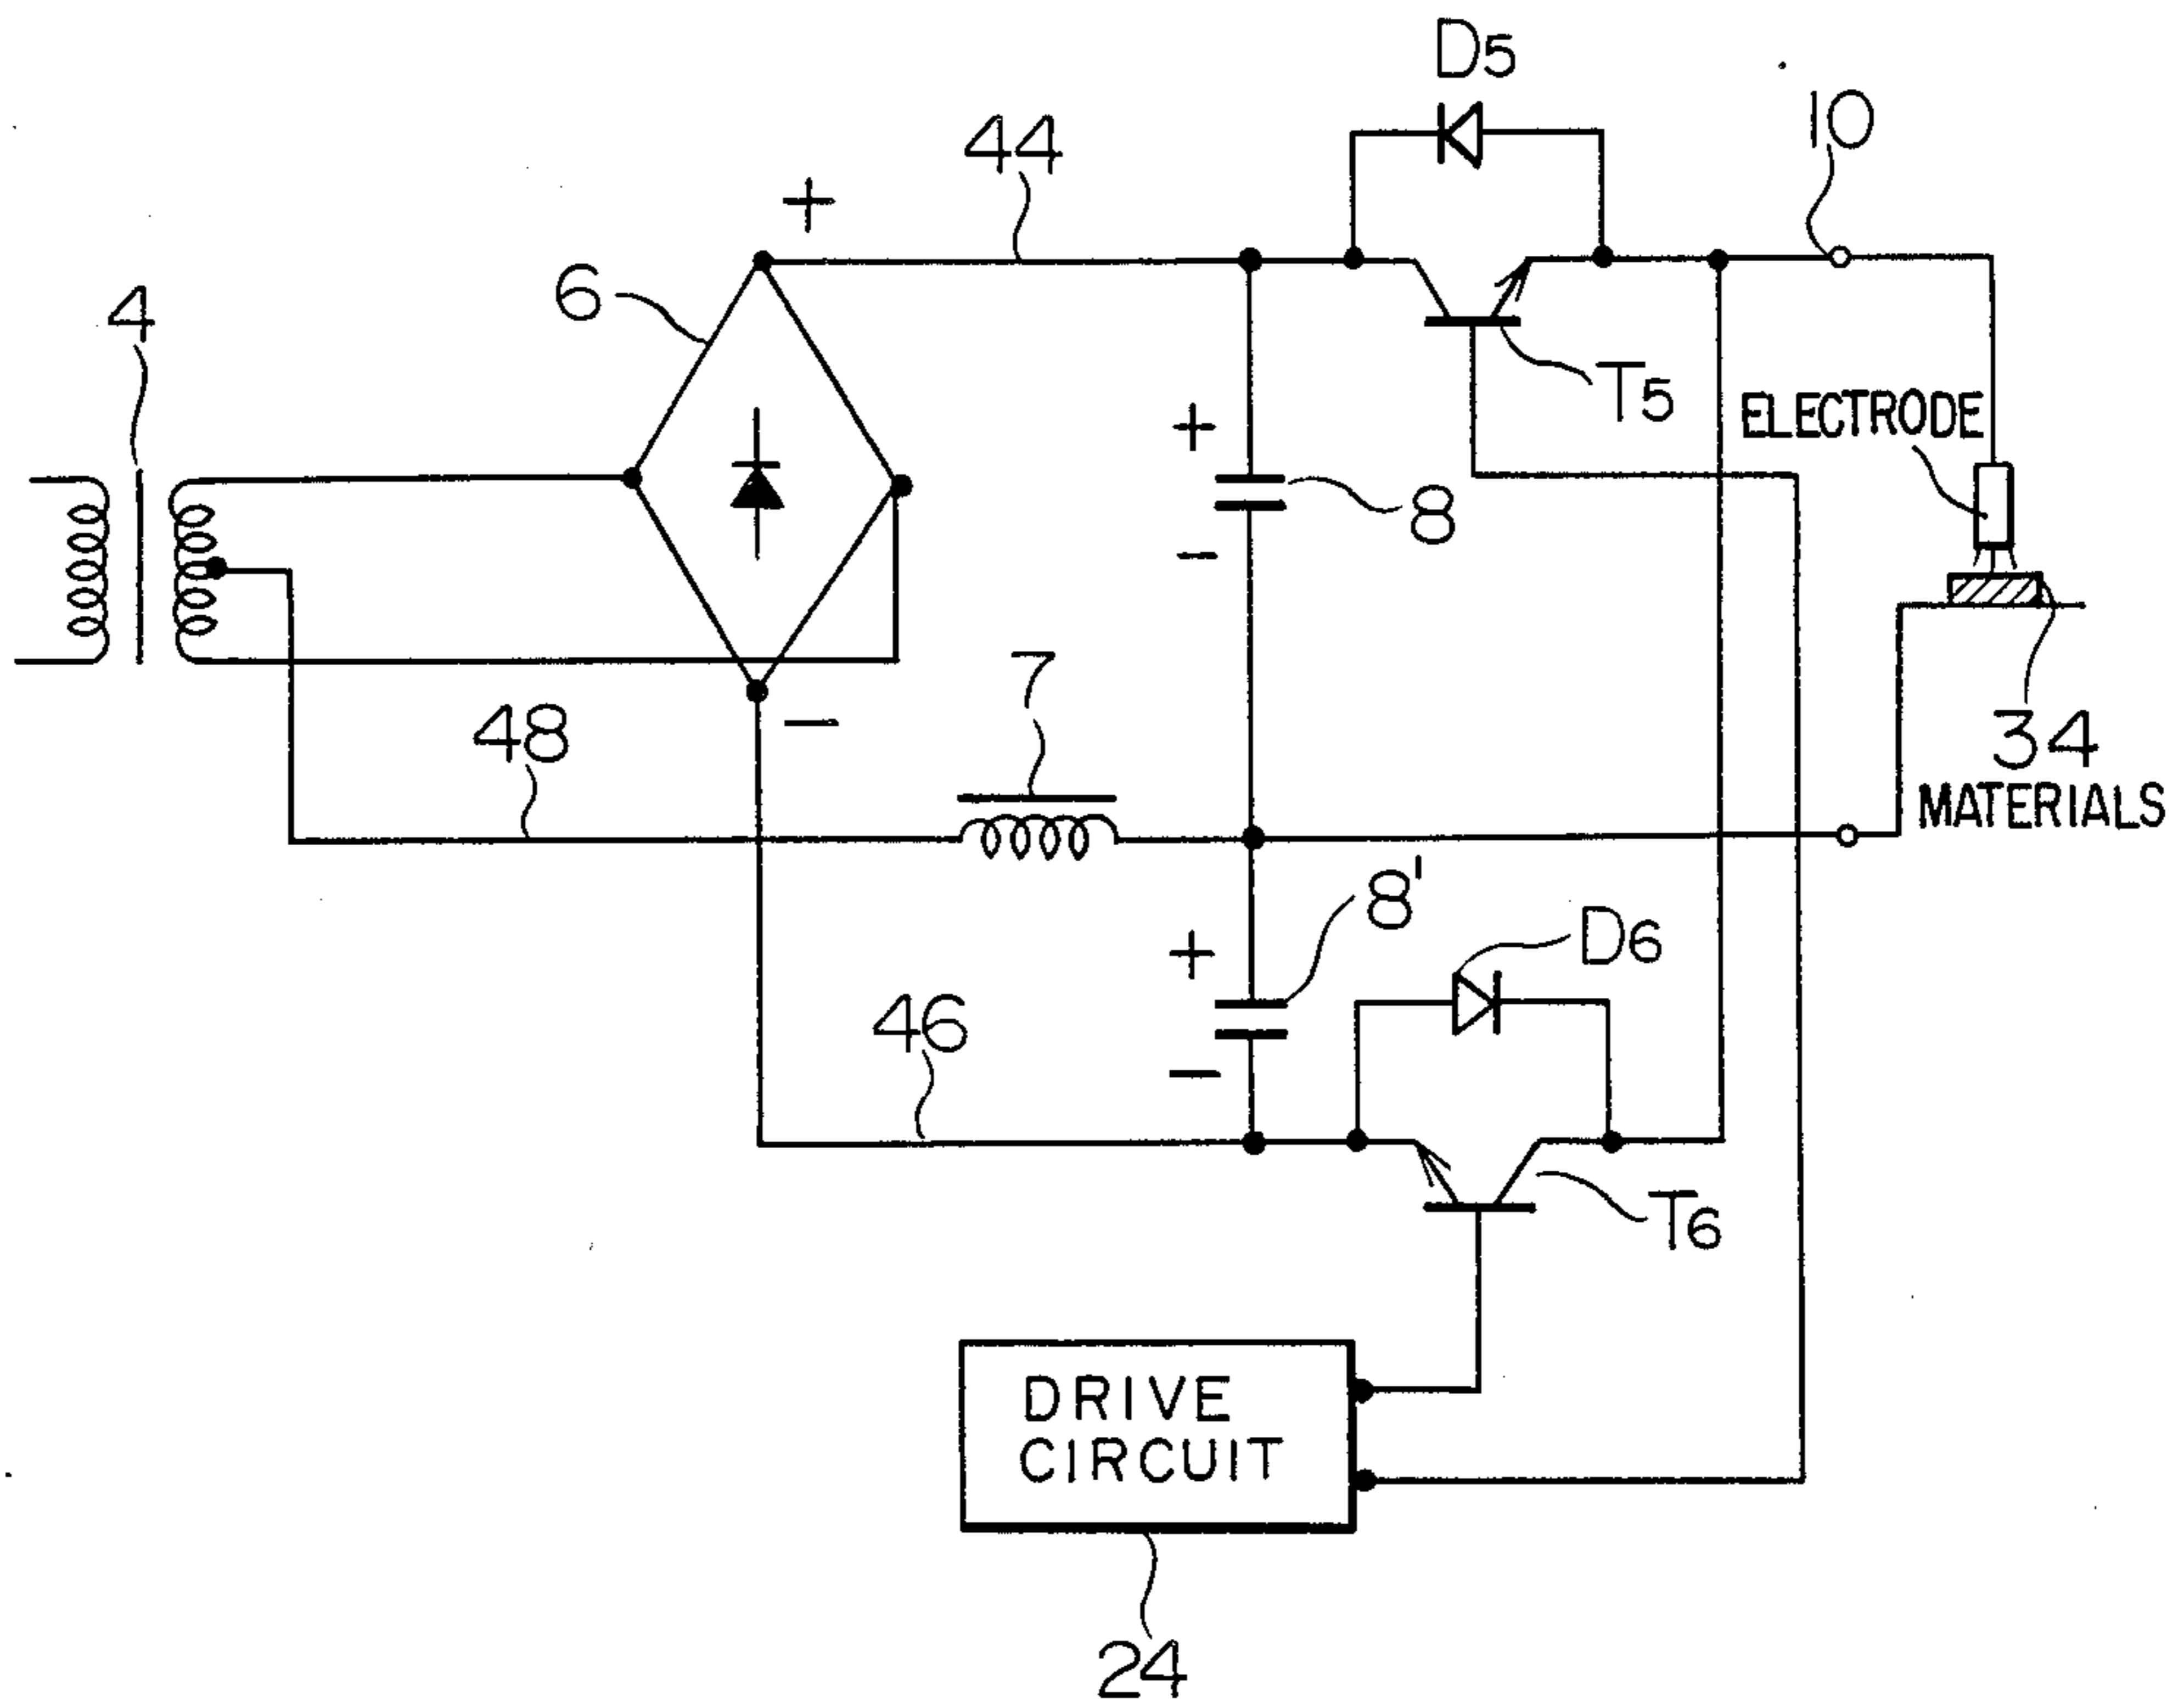 D5
10
44
+
6
4
T5
+
ELECTRODE
8
-
7
-
48
34
MATERIALS
8'
+
D6
46
-
T6
DRIVE
CIRCUIT
24